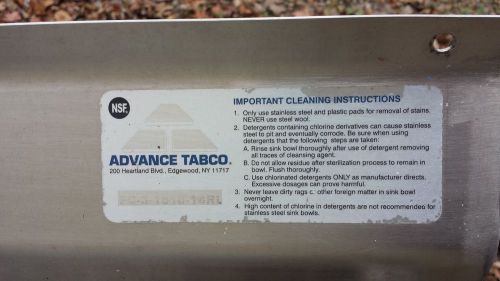 NSF.
ADVANCE TABCO®
200 Heartland Blvd., Edgewood, NY 11717
IMPORTANT CLEANING INSTRUCTIONS
1. Only use stainless steel and plastic pads for removal of stains.
NEVER use steel wool.
2. Detergents containing chlorine derivatives can cause stainless
steel to pit and eventually corrode. Be sure when using
detergents that the following steps are taken:
A. Rinse sink bowl thoroughly after use of detergent removing
all traces of cleansing agent.
B. Do not allow residue after sterilization process to remain in
bowl. Flush thoroughly.
C. Use chlorinated detergents ONLY as manufacturer directs.
Excessive dosages can prove harmful.
3. Never leave dirty rags or other foreign matter in sink bowl
overnight.
4. High content of chlorine in detergents are not recommended for
stainless steel sink bowls.